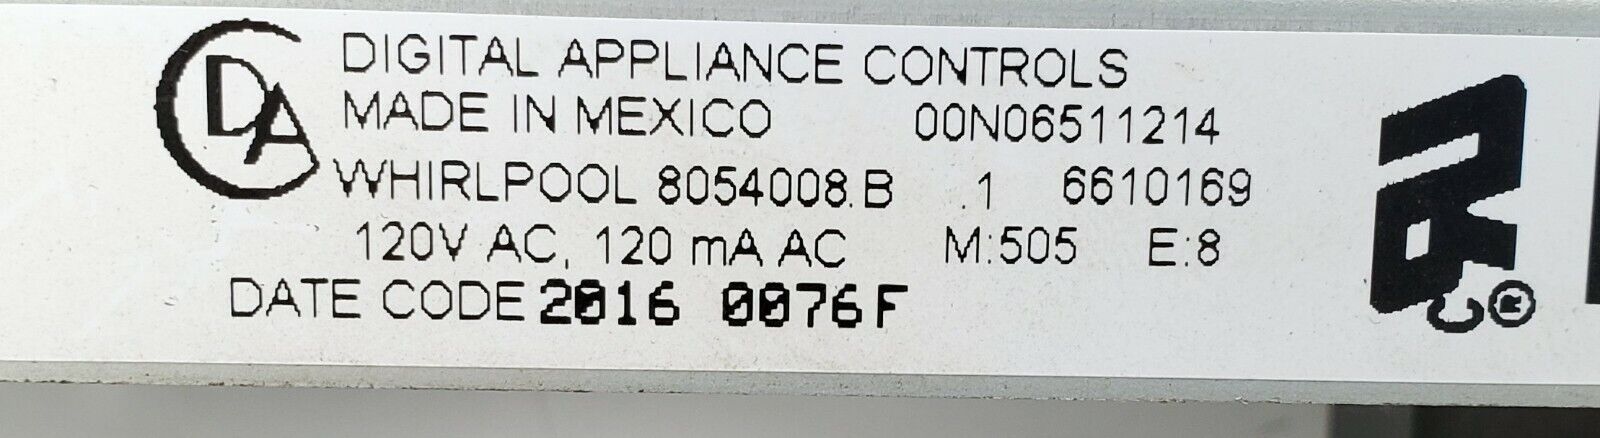 DA
DIGITAL APPLIANCE CONTROLS
MADE IN MEXICO 00N06511214
WHIRLPOOL 8054008.B .1 6610169
120V AC, 120 mA AC M:505 E:8
DATE CODE 2016 0076F
C ®